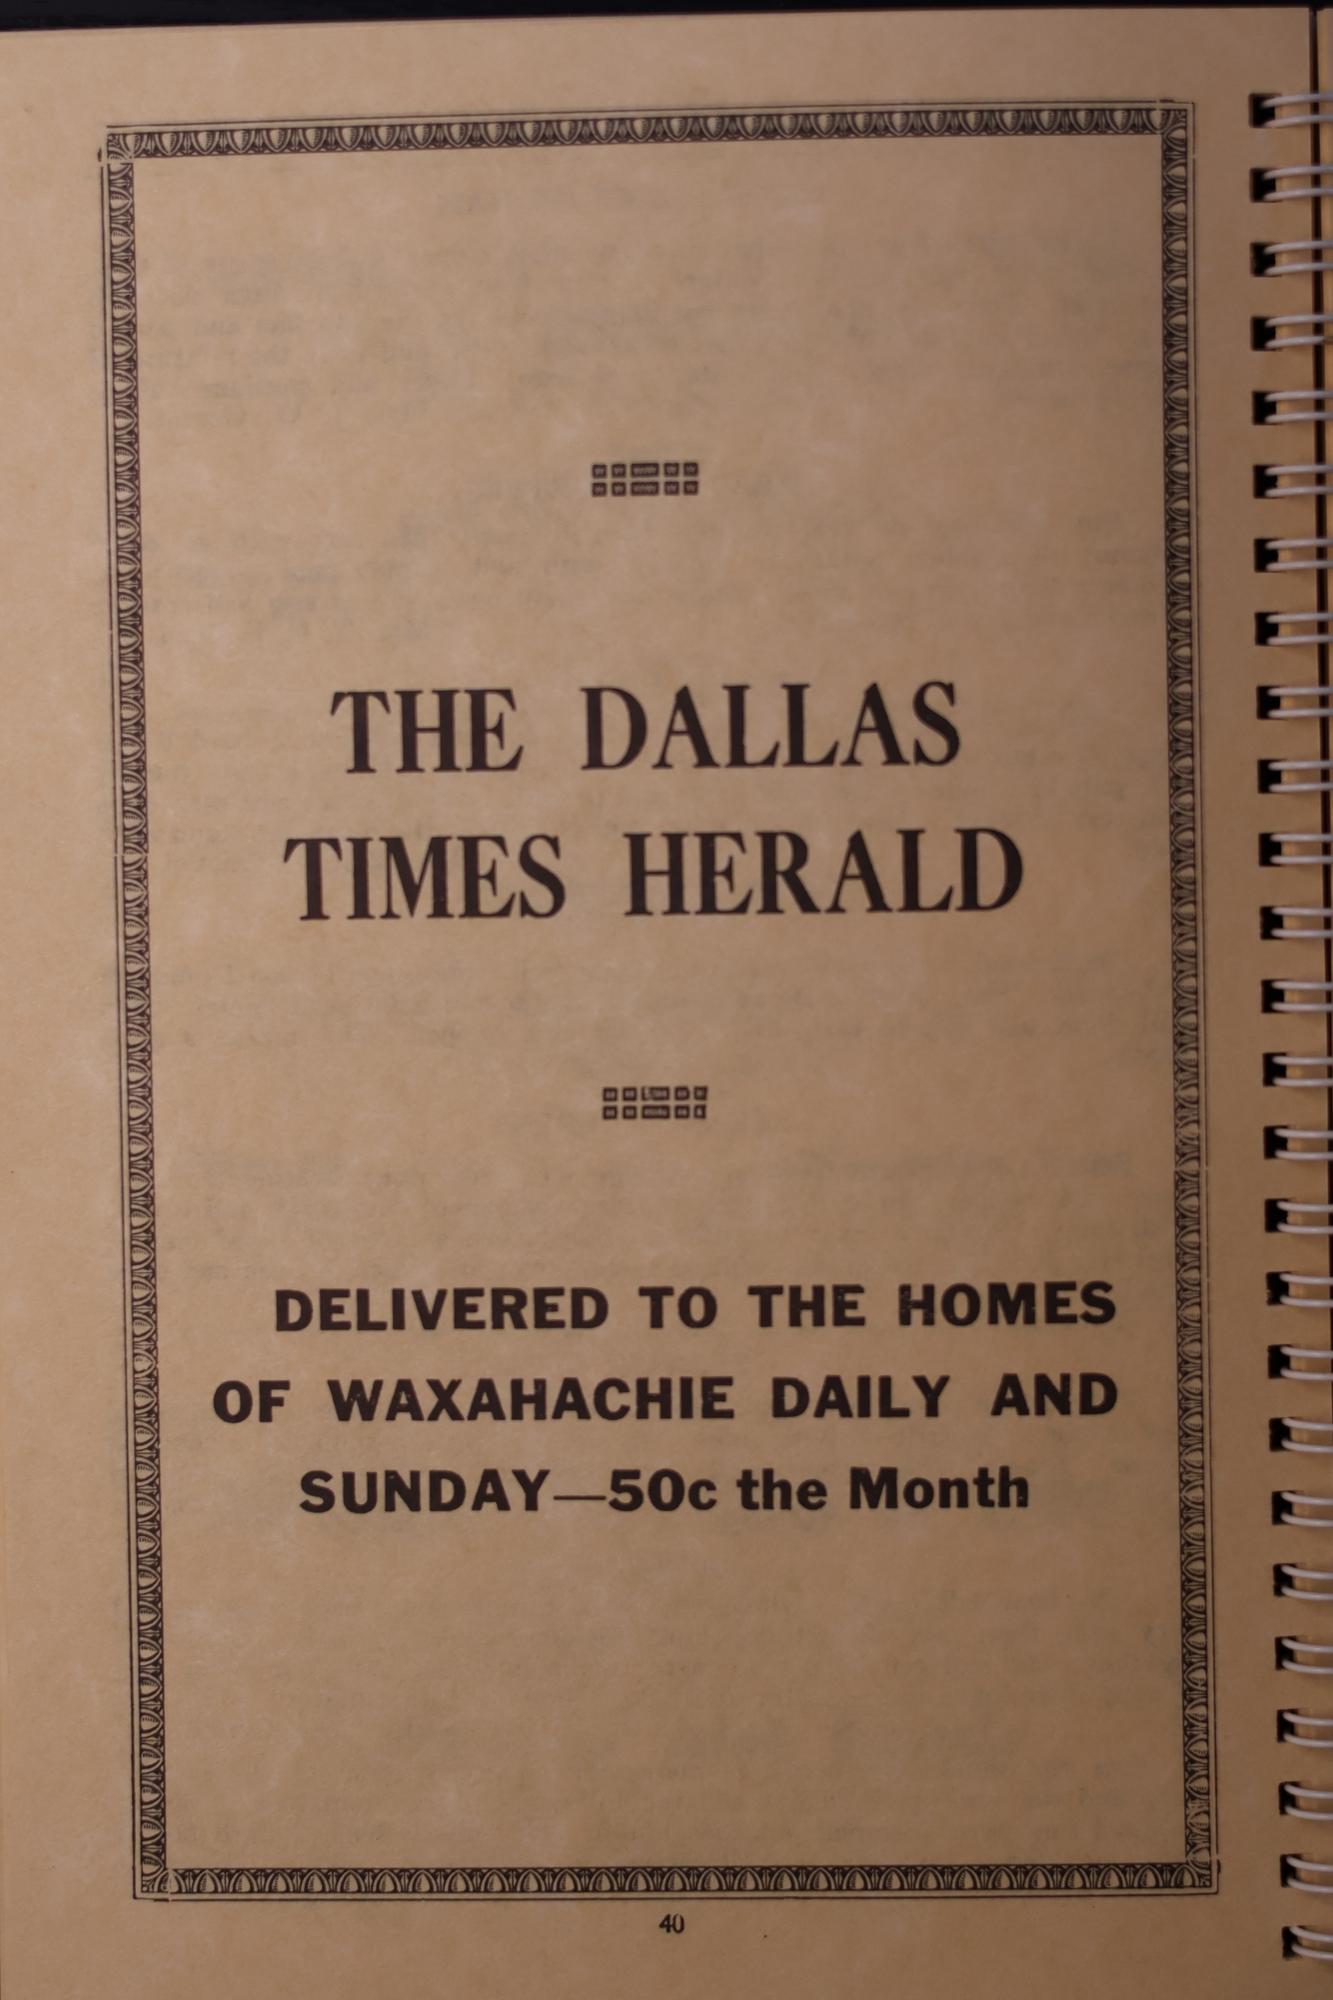 THE DALLAS
TIMES HERALD
DELIVERED TO THE HOMES
OF WAXAHACHIE DAILY AND
SUNDAY—50c the Month
40